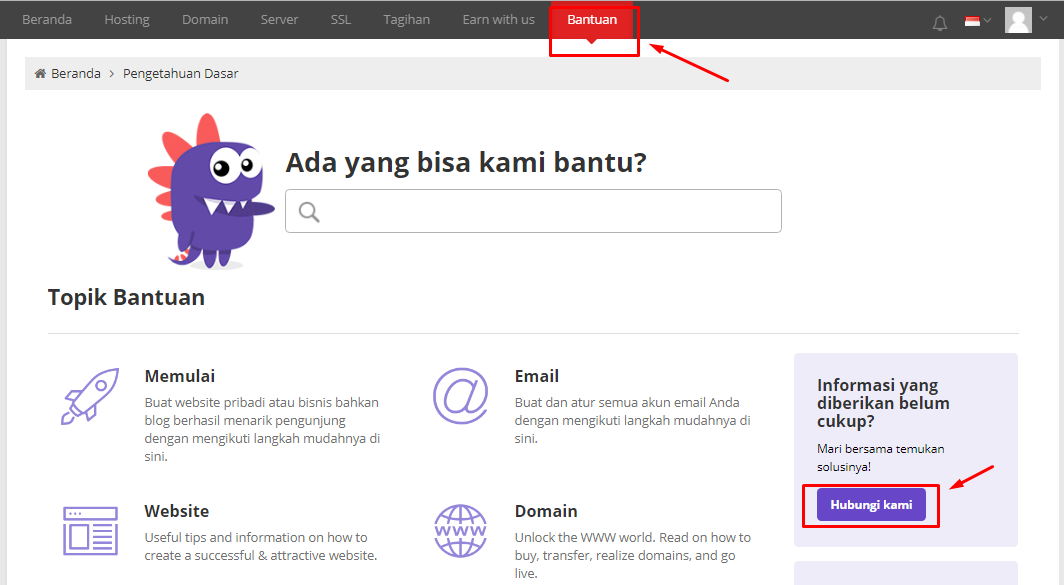 Beranda Hosting Domain Server SSL Tagihan Earn with us Bantuan
Beranda > Pengetahuan Dasar
Ada yang bisa kami bantu?
Topik Bantuan
Memulai
Buat website pribadi atau bisnis bahkan
blog berhasil menarik pengunjung
dengan mengikuti langkah mudahnya di
sini.
Email
Buat dan atur semua akun email Anda
dengan mengikuti langkah mudahnya di
sini.
Informasi yang
diberikan belum
cukup?
Mari bersama temukan
solusinya!
Hubungi kami
Website
Useful tips and information on how to
create a successful & attractive website.
WWW
Domain
Unlock the WWW world. Read on how to
buy, transfer, realize domains, and go
live.